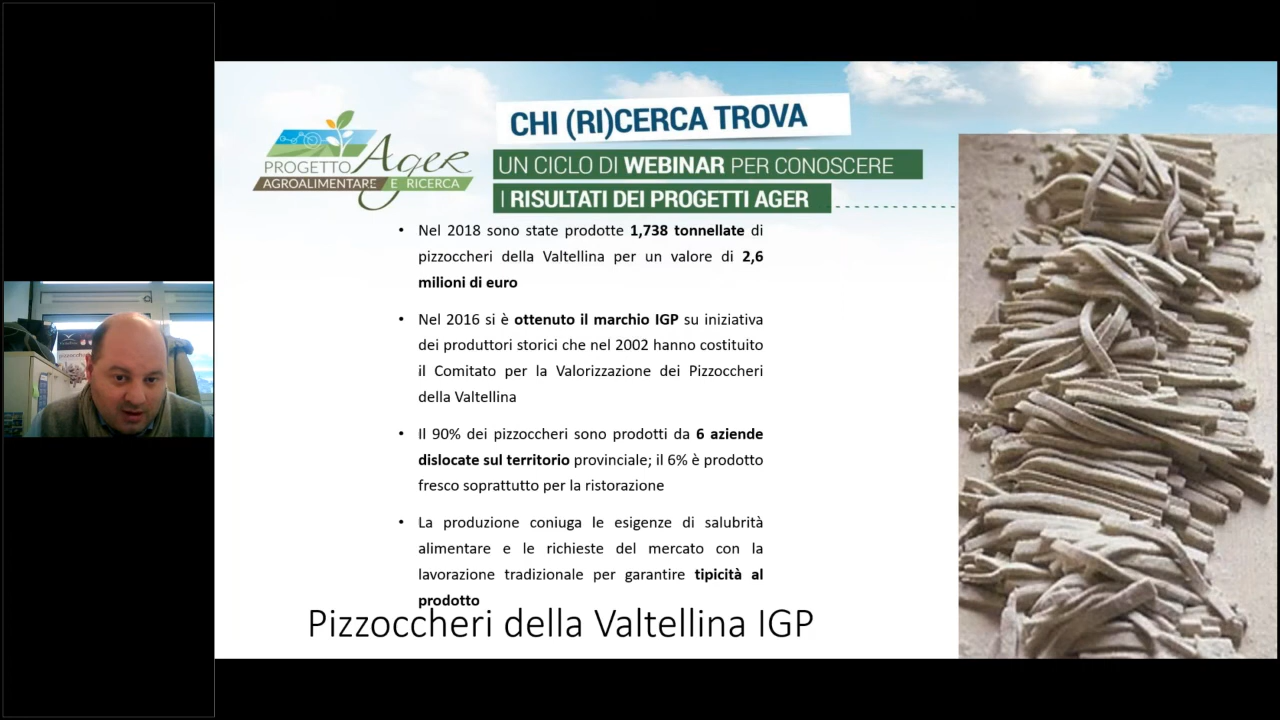 CHI (RI)CERCA TROVA
UN CICLO DI WEBINAR PER CONOSCERE
I RISULTATI DEI PROGETTI AGER
PROGETTO Ager
AGROALIMENTARE E RICERCA
• Nel 2018 sono state prodotte 1,738 tonnellate di
pizzoccheri della Valtellina per un valore di 2,6
milioni di euro
• Nel 2016 si è ottenuto il marchio IGP su iniziativa
dei produttori storici che nel 2002 hanno costituito
il Comitato per la Valorizzazione dei Pizzoccheri
della Valtellina
• Il 90% dei pizzoccheri sono prodotti da 6 aziende
dislocate sul territorio provinciale; il 6% è prodotto
fresco soprattutto per la ristorazione
• La produzione coniuga le esigenze di salubrità
alimentare e le richieste del mercato con la
lavorazione tradizionale per garantire tipicità al
prodotto
Pizzoccheri della Valtellina IGP